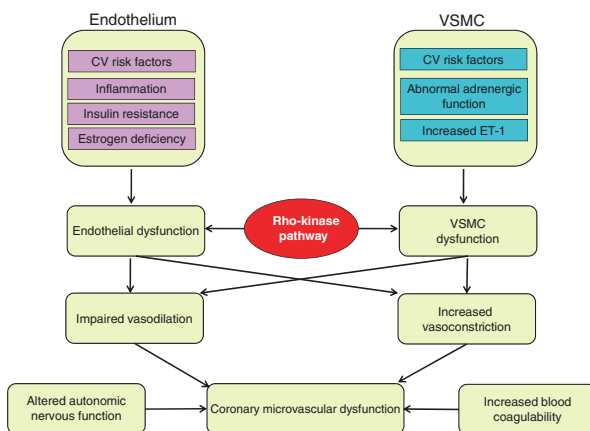 Endothelium
VSMC
CV risk factors
Inflammation
Insulin resistance
Estrogen deficiency
CV risk factors
Abnormal adrenergic
function
Increased ET-1
Endothelial dysfunction
Rho-kinase
pathway
VSMC
dysfunction
Impaired vasodilation
Increased
vasoconstriction
Altered autonomic
nervous function
Coronary microvascular dysfunction
Increased blood
coagulability